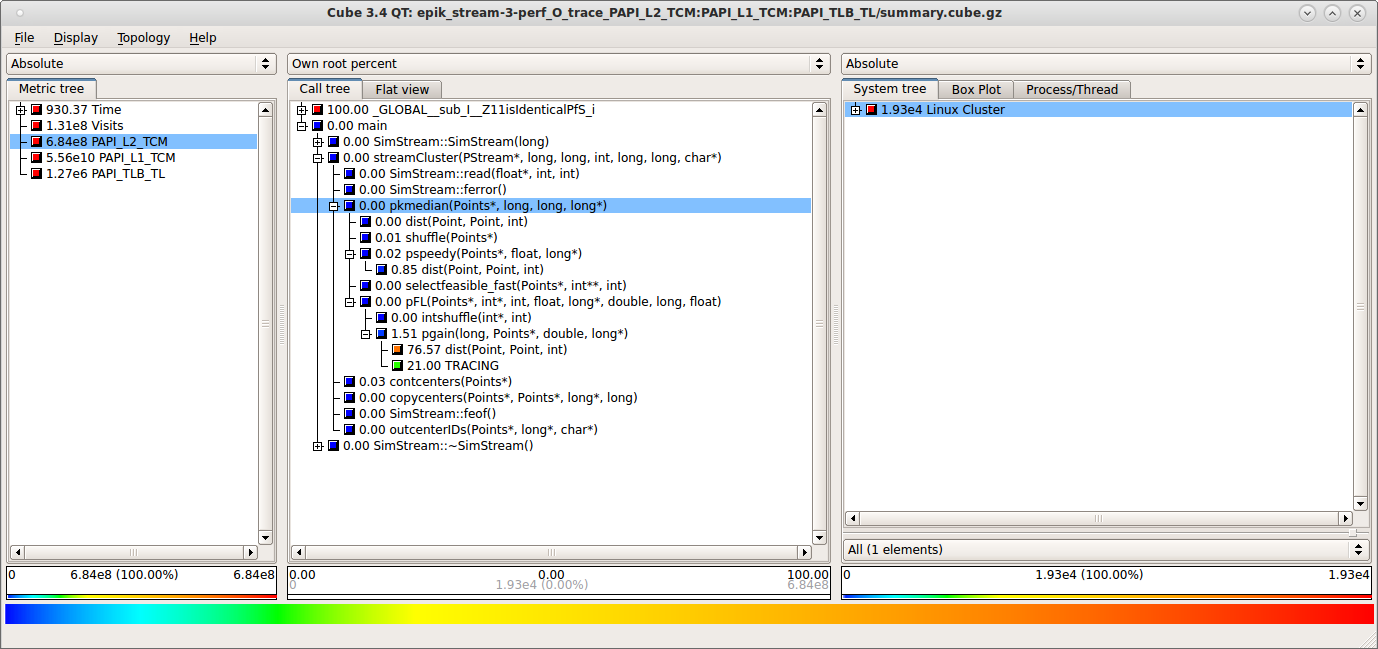 Cube 3.4 QT: epik_stream-3-perf_O_trace_PAPI_L2_TCM:PAPI_L1_TCM:PAPI_TLB_TL/summary.cube.gz
File Display Topology Help
Absolute
Metric tree
930.37 Time
1.31e8 Visits
6.84e8 PAPI_L2_TCM
5.56e10 PAPI_L1_TCM
1.27e6 PAPI_TLB_TL
0 6.84e8 (100.00%) 6.84e8
Own root percent
Call tree Flat view
100.00 _GLOBAL__sub_I__Z11isIdenticalPfS_i
0.00 main
0.00 SimStream::SimStream(long)
0.00 streamCluster(PStream*, long, long, int, long, long, char*)
0.00 SimStream::read(float*, int, int)
0.00 SimStream::ferror()
0.00 pkmedian(Points*, long, long, long*)
0.00 dist(Point, Point, int)
0.01 shuffle(Points*)
0.02 pspeedy(Points*, float, long*)
0.85 dist(Point, Point, int)
0.00 selectfeasible_fast(Points*, int**, int)
0.00 pFL(Points*, int*, int, float, long*, double, long, float)
0.00 intshuffle(int*, int)
1.51 pgain(long, Points*, double, long*)
76.57 dist(Point, Point, int)
21.00 TRACING
0.03 contcenters(Points*)
0.00 copycenters(Points*, Points*, long*, long)
0.00 SimStream::feof()
0.00 outcenterIDs(Points*, long*, char*)
0.00 SimStream::~SimStream()
0.00 0.00 100.00
0 1.93e4 (0.00%) 6.84e8
Absolute
System tree Box Plot Process/Thread
1.93e4 Linux Cluster
All (1 elements)
0 1.93e4 (100.00%) 1.93e4